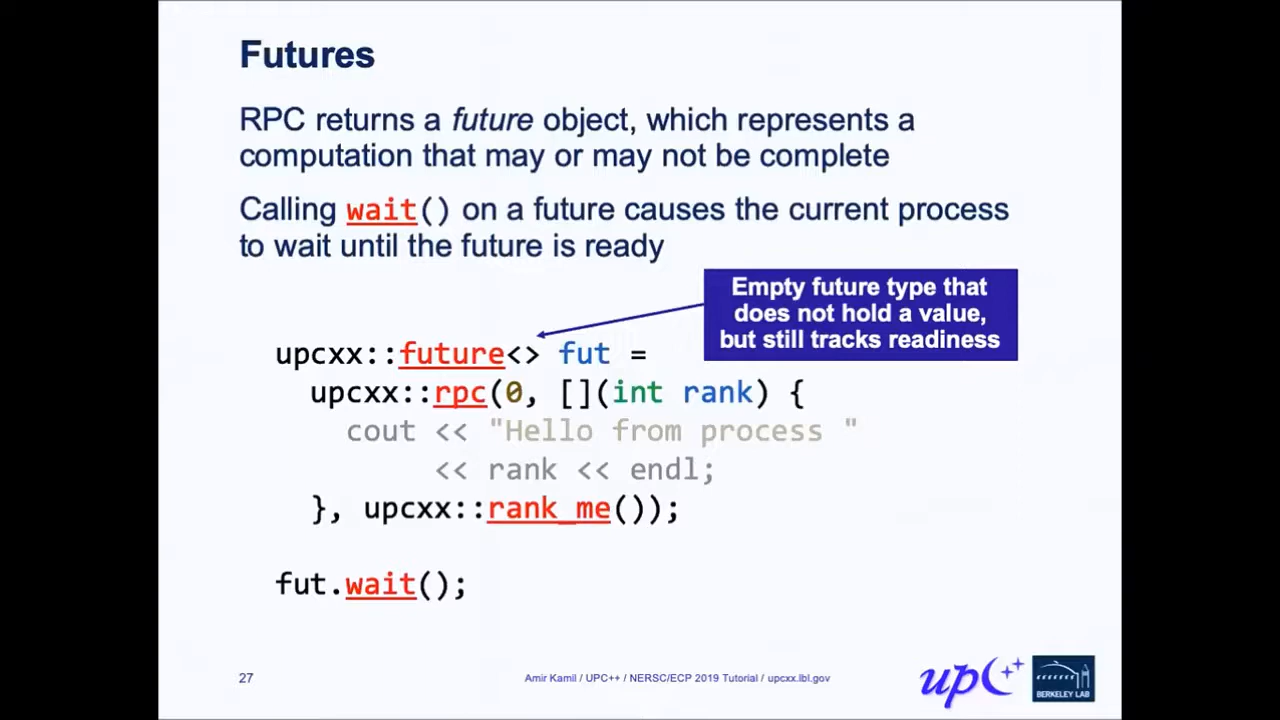 Futures
RPC returns a future object, which represents a
computation that may or may not be complete
Calling wait() on a future causes the current process
to wait until the future is ready
Empty future type that
does not hold a value,
but still tracks readiness
upcxx::future<> fut =
upcxx::rpc(0, [](int rank) {
cout << "Hello from process "
<< rank << endl;
}, upcxx::rank_me());
fut.wait();
27
Amir Kamil / UPC++ / NERSC/ECP 2019 Tutorial / upcxx.lbl.gov
upC++
BERKELEY LAB